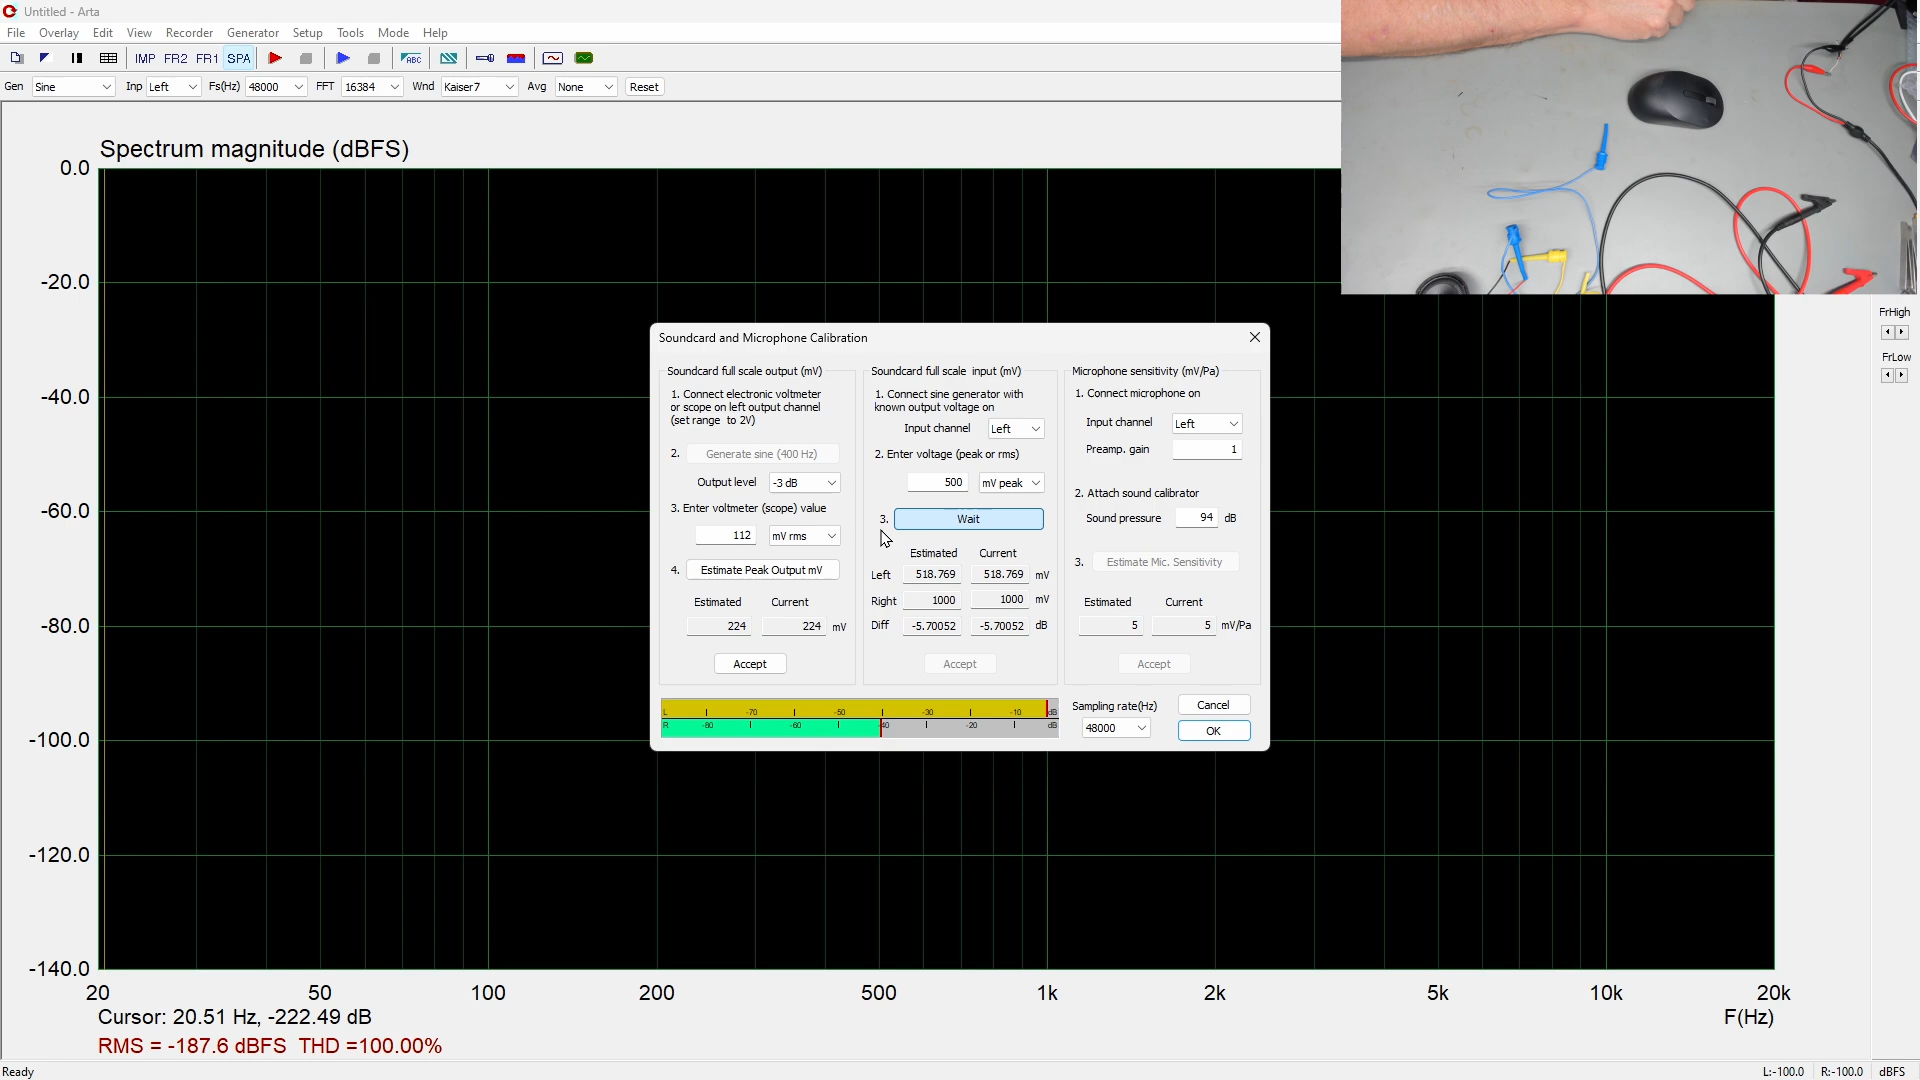 Untitled - Arta
File Overlay Edit View Recorder Generator Setup Tools Mode Help
IMP FR2 FR1 SPA ABC
Gen Sine Inp Left Fs(Hz) 48000 FFT 16384 Wnd Kaiser7 Avg None Reset
Spectrum magnitude (dBFS)
0.0
-20.0
-40.0
-60.0
-80.0
-100.0
-120.0
-140.0
20 50 100 200 500 1k 2k 5k 10k 20k
Cursor: 20.51 Hz, -222.49 dB
F(Hz)
RMS = -187.6 dBFS THD =100.00%
FrHigh
FrLow
Soundcard and Microphone Calibration
Soundcard full scale output (mV)
1. Connect electronic voltmeter
or scope on left output channel
(set range to 2V)
2. Generate sine (400 Hz)
Output level -3 dB
3. Enter voltmeter (scope) value
112 mV rms
4. Estimate Peak Output mV
Estimated Current
224 224 mV
Accept
Soundcard full scale input (mV)
1. Connect sine generator with
known output voltage on
Input channel Left
2. Enter voltage (peak or rms)
500 mV peak
3. Wait
Estimated Current
Left 518.769 518.769 mV
Right 1000 1000 mV
Diff -5.70052 -5.70052 dB
Accept
Microphone sensitivity (mV/Pa)
1. Connect microphone on
Input channel Left
Preamp. gain 1
2. Attach sound calibrator
Sound pressure 94 dB
3. Estimate Mic. Sensitivity
Estimated Current
5 5 mV/Pa
Accept
L -70 -50 -30 -10 dB
R -80 -60 -40 -20 dB
Sampling rate(Hz)
48000
Cancel
OK
Ready
L:-100.0 R:-100.0 dBFS